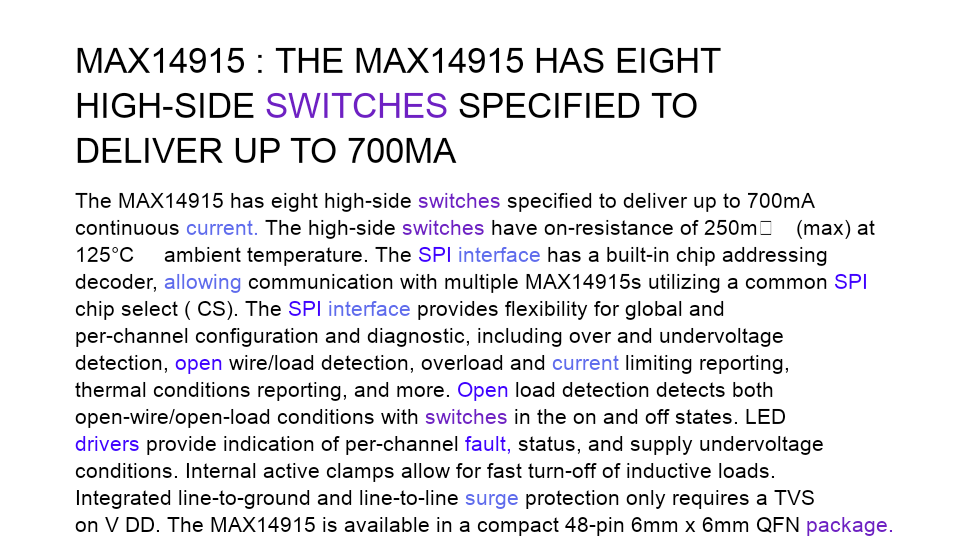 MAX14915 : THE MAX14915 HAS EIGHT
HIGH-SIDE SWITCHES SPECIFIED TO
DELIVER UP TO 700MA
The MAX14915 has eight high-side switches specified to deliver up to 700mA
continuous current. The high-side switches have on-resistance of 250m□ (max) at
125°C ambient temperature. The SPI interface has a built-in chip addressing
decoder, allowing communication with multiple MAX14915s utilizing a common SPI
chip select ( CS). The SPI interface provides flexibility for global and
per-channel configuration and diagnostic, including over and undervoltage
detection, open wire/load detection, overload and current limiting reporting,
thermal conditions reporting, and more. Open load detection detects both
open-wire/open-load conditions with switches in the on and off states. LED
drivers provide indication of per-channel fault, status, and supply undervoltage
conditions. Internal active clamps allow for fast turn-off of inductive loads.
Integrated line-to-ground and line-to-line surge protection only requires a TVS
on V DD. The MAX14915 is available in a compact 48-pin 6mm x 6mm QFN package.